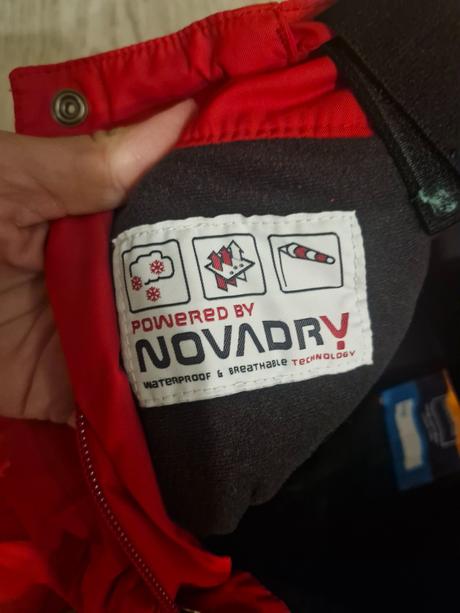 POWERED BY
NOVADRY
WATERPROOF & BREATHABLE TECHNOLOGY